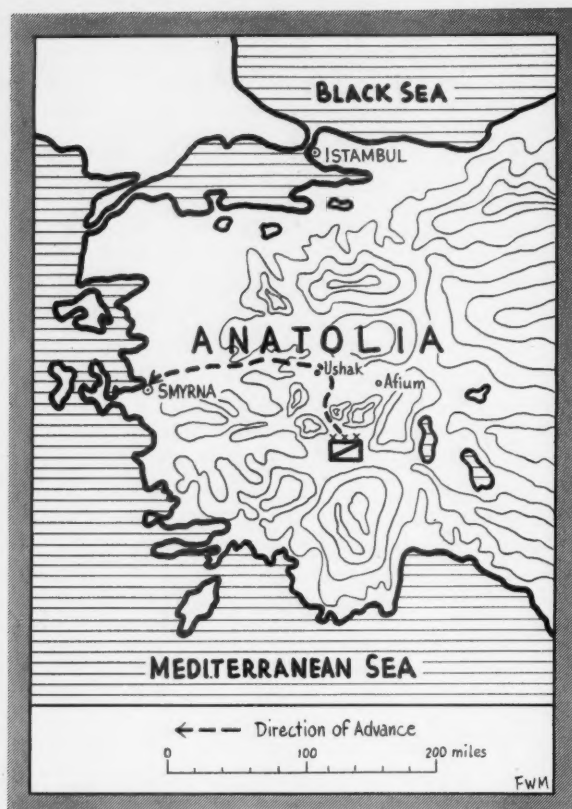 BLACK SEA
ISTAMBUL
ANATOLIA
Ushak
Afium
SMYRNA
x x x
MEDITERRANEAN SEA
Direction of Advance
0 100 200 miles
FWM